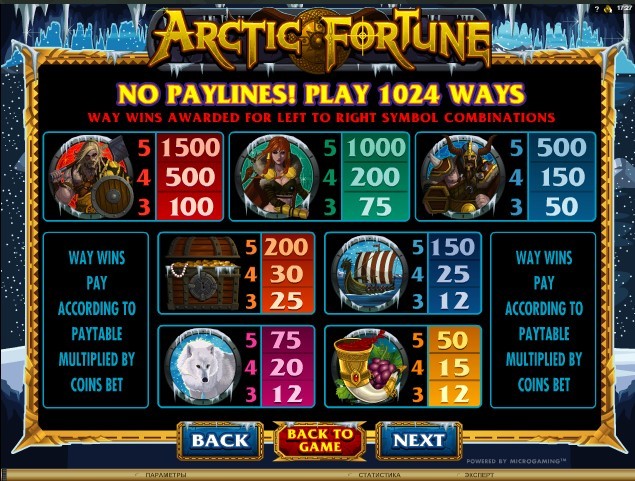 ? 17:27
ARCTIC FORTUNE
NO PAYLINES! PLAY 1024 WAYS
WAY WINS AWARDED FOR LEFT TO RIGHT SYMBOL COMBINATIONS
5 1500
4 500
3 100
5 1000
4 200
3 75
5 500
4 150
3 50
WAY WINS
PAY
ACCORDING TO
PAYTABLE
MULTIPLIED BY
COINS BET
5 200
4 30
3 25
5 150
4 25
3 12
WAY WINS
PAY
ACCORDING TO
PAYTABLE
MULTIPLIED BY
COINS BET
5 75
4 20
3 12
5 50
4 15
3 12
BACK
BACK TO
GAME
NEXT
POWERED BY MICROGAMING™
ПАРАМЕТРЫ СТАТИСТИКА ЭКСПЕРТ